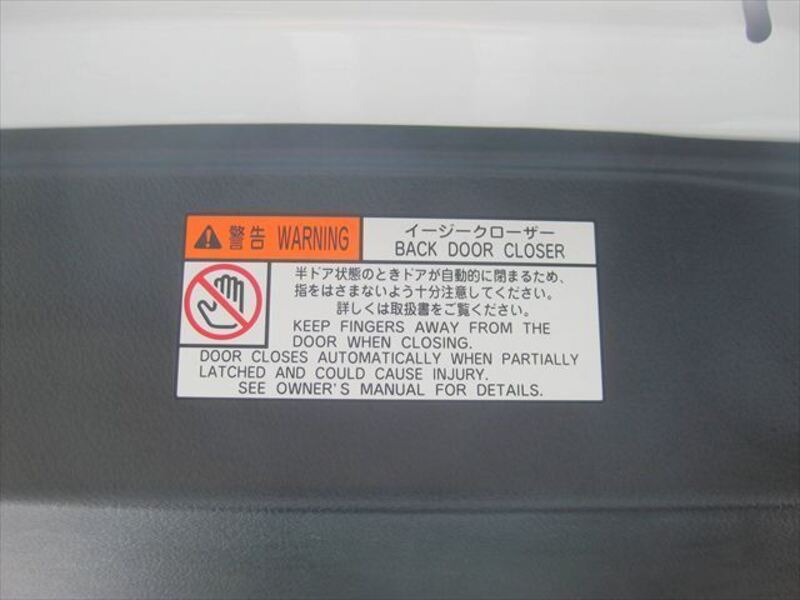 警告 WARNING
イージークローザー
BACK DOOR CLOSER
半ドア状態のときドアが自動的に閉まるため、
指をはさまないよう十分注意してください。
詳しくは取扱書をご覧ください。
KEEP FINGERS AWAY FROM THE
DOOR WHEN CLOSING.
DOOR CLOSES AUTOMATICALLY WHEN PARTIALLY
LATCHED AND COULD CAUSE INJURY.
SEE OWNER'S MANUAL FOR DETAILS.